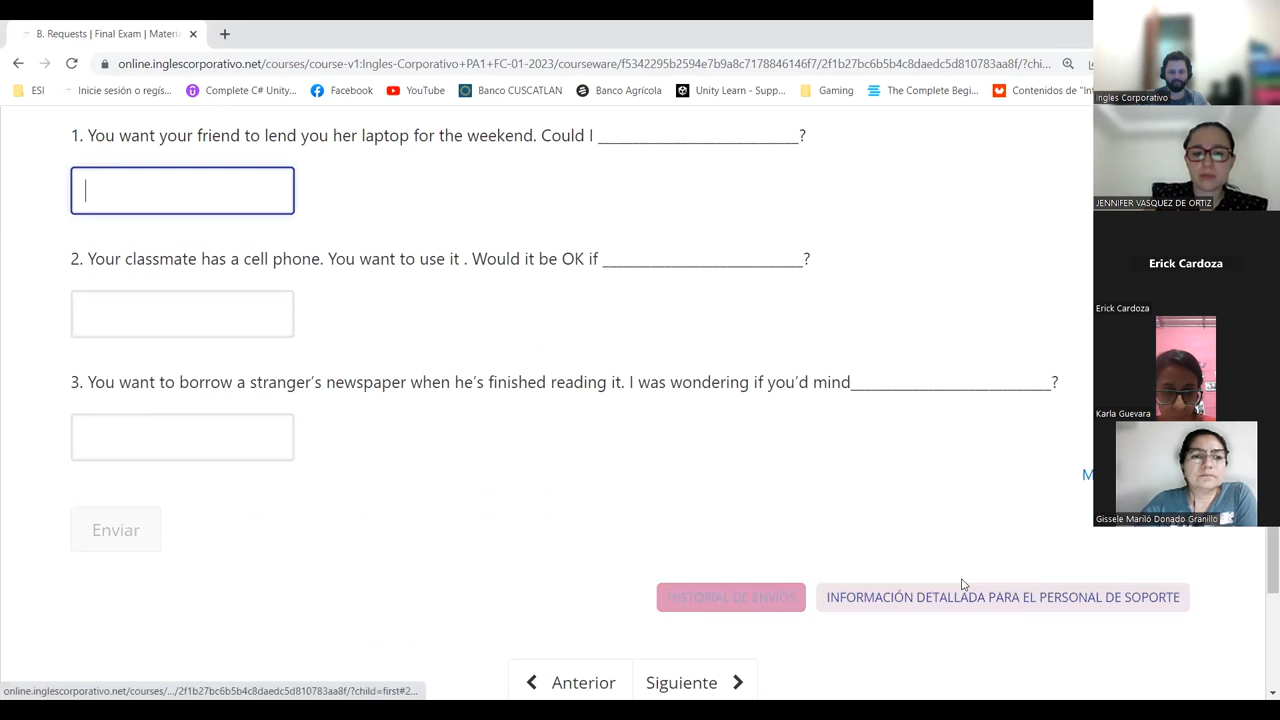 B. Requests | Final Exam | Materia
online.inglescorporativo.net/courses/course-v1:Ingles-Corporativo+PA1+FC-01-2023/courseware/f5342295b2594e7b9a8c7178846146f7/2f1b27bc6b5b4c8daedc5d810783aa8f/?chi...
ESI
Inicie sesión o regís...
Complete C# Unity...
Facebook
YouTube
Banco CUSCATLAN
Banco Agrícola
Unity Learn - Supp...
Gaming
The Complete Begi...
Contenidos de "Int
1. You want your friend to lend you her laptop for the weekend. Could I _________________________?
2. Your classmate has a cell phone. You want to use it . Would it be OK if _________________________?
3. You want to borrow a stranger’s newspaper when he’s finished reading it. I was wondering if you’d mind_________________________?
M
Enviar
HISTORIAL DE ENVÍOS
INFORMACIÓN DETALLADA PARA EL PERSONAL DE SOPORTE
Anterior
Siguiente
online.inglescorporativo.net/courses/.../2f1b27bc6b5b4c8daedc5d810783aa8f/?child=first#2...
Ingles Corporativo
JENNIFER VASQUEZ DE ORTIZ
Erick Cardoza
Erick Cardoza
Karla Guevara
Gissele Mariló Donado Granillo